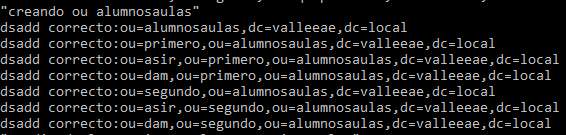 "creando ou alumnosaulas"
dsadd correcto:ou=alumnosaulas,dc=valleeae,dc=local
dsadd correcto:ou=primero,ou=alumnosaulas,dc=valleeae,dc=local
dsadd correcto:ou=asir,ou=primero,ou=alumnosaulas,dc=valleeae,dc=local
dsadd correcto:ou=dam,ou=primero,ou=alumnosaulas,dc=valleeae,dc=local
dsadd correcto:ou=segundo,ou=alumnosaulas,dc=valleeae,dc=local
dsadd correcto:ou=asir,ou=segundo,ou=alumnosaulas,dc=valleeae,dc=local
dsadd correcto:ou=dam,ou=segundo,ou=alumnosaulas,dc=valleeae,dc=local